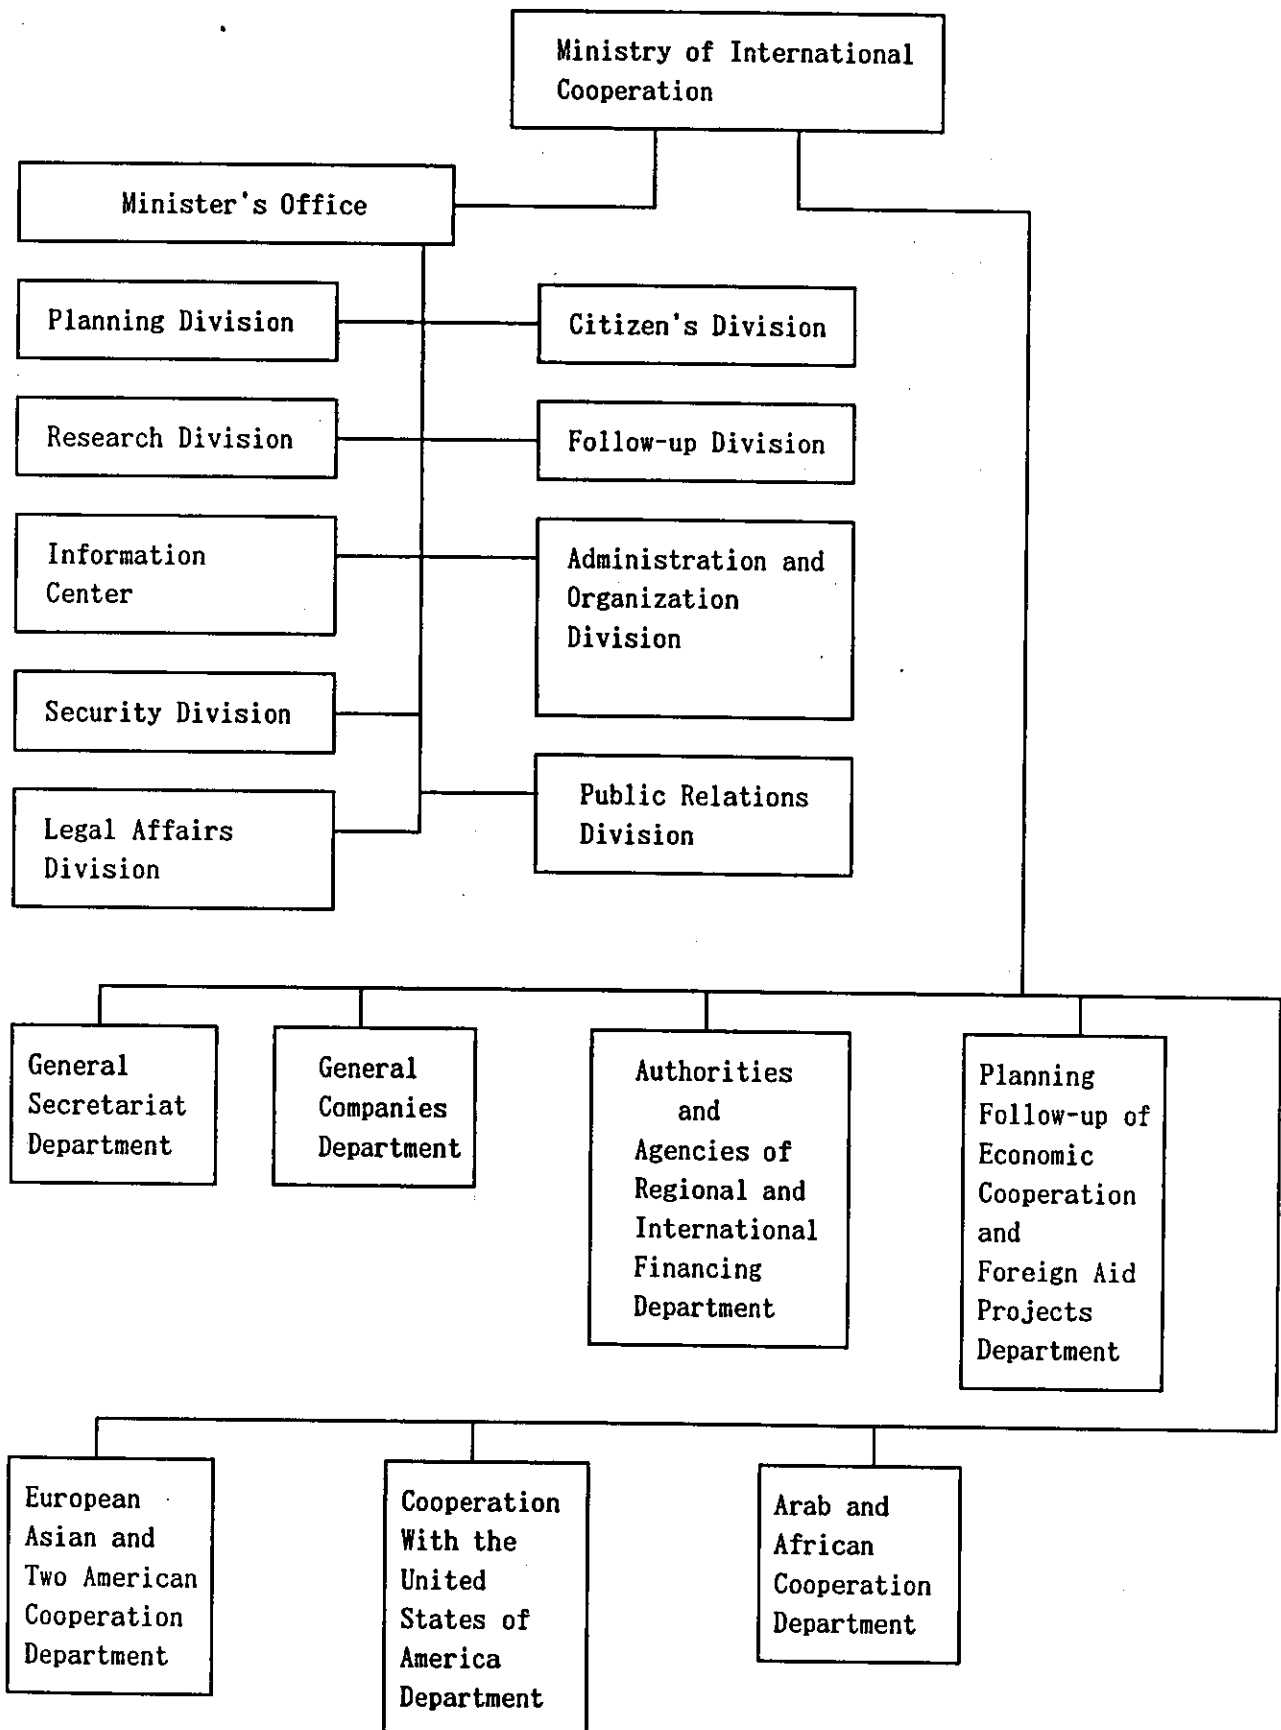 Ministry of International
Cooperation
Minister's Office
Planning Division
Citizen's Division
Research Division
Follow-up Division
Information
Center
Administration and
Organization
Division
Security Division
Public Relations
Division
Legal Affairs
Division
General
Secretariat
Department
General
Companies
Department
Authorities
and
Agencies of
Regional and
International
Financing
Department
Planning
Follow-up of
Economic
Cooperation
and
Foreign Aid
Projects
Department
European
Asian and
Two American
Cooperation
Department
Cooperation
With the
United
States of
America
Department
Arab and
African
Cooperation
Department